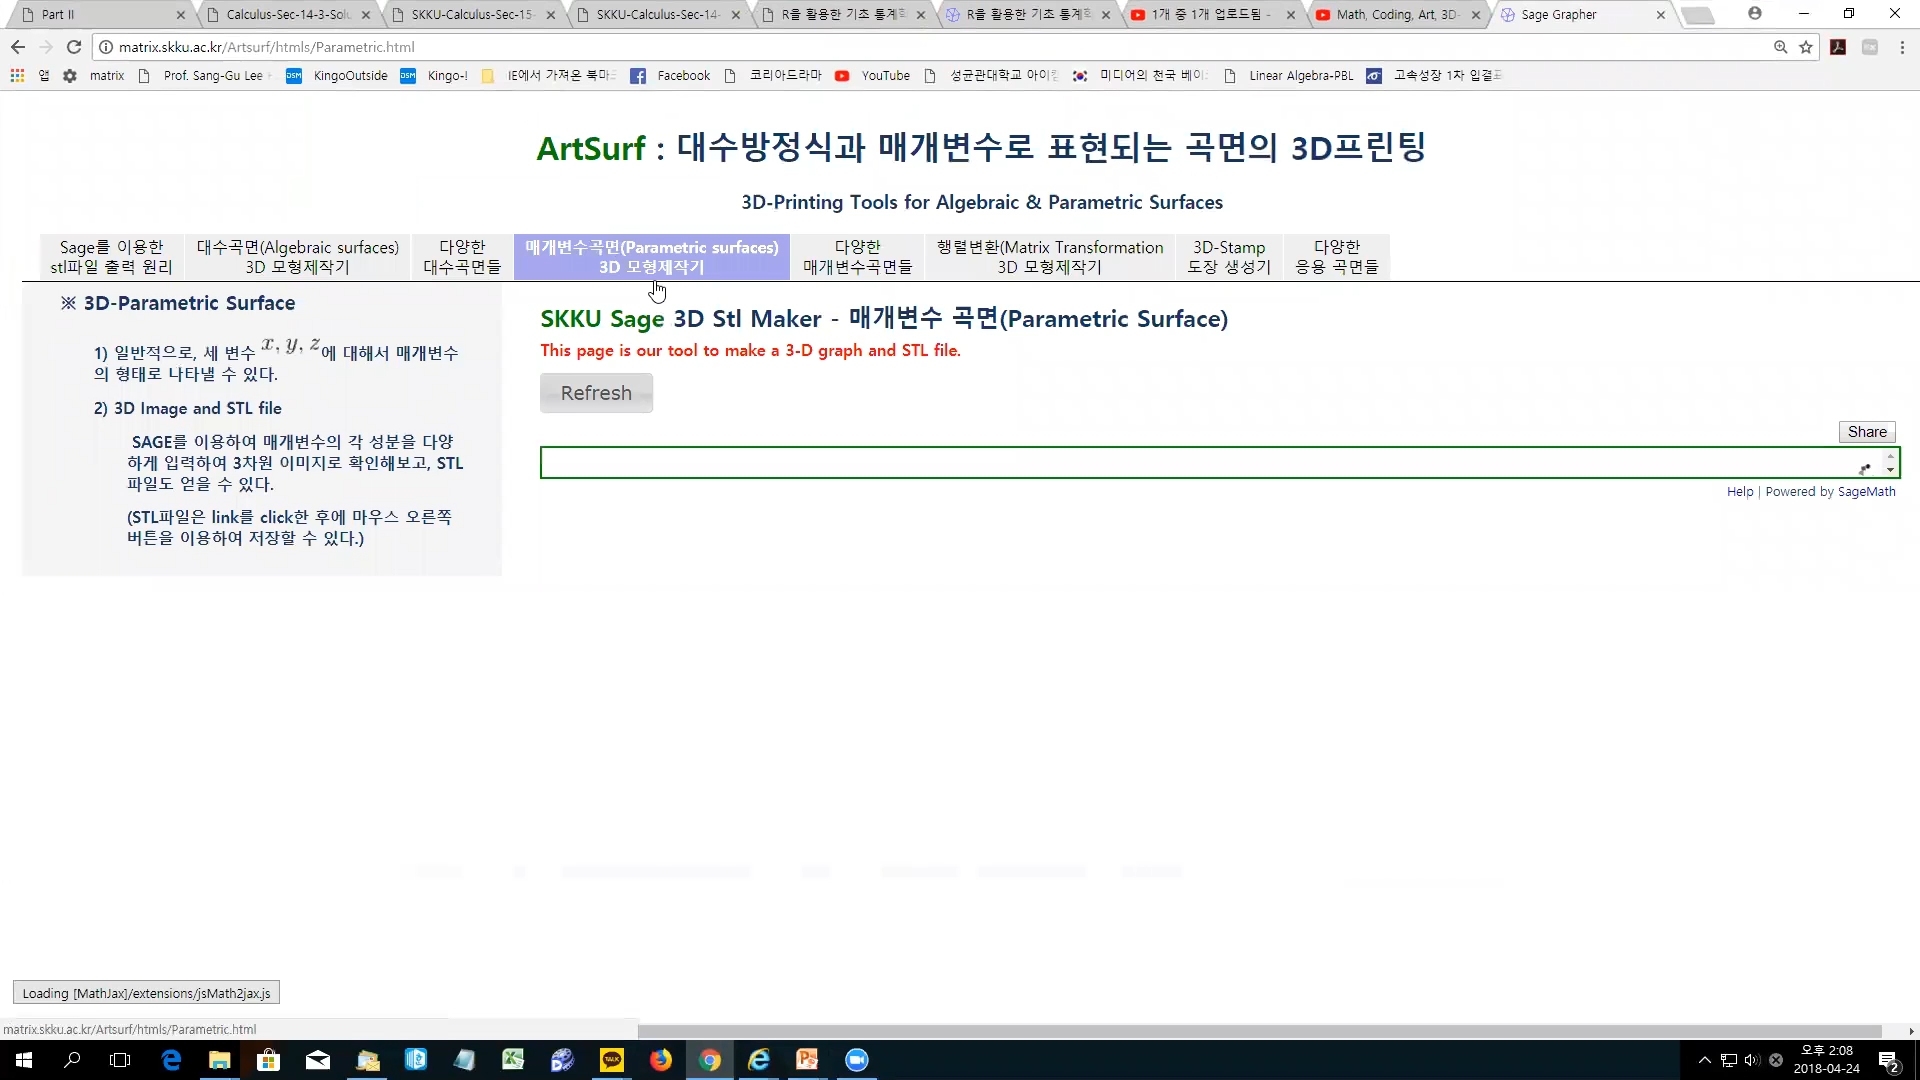 Part II
Calculus-Sec-14-3-Solu
SKKU-Calculus-Sec-15-
SKKU-Calculus-Sec-14-
R을 활용한 기초 통계학
R을 활용한 기초 통계학
1개 중 1개 업로드됨 -
Math, Coding, Art, 3D-
Sage Grapher
matrix.skku.ac.kr/Artsurf/htmls/Parametric.html
앱
matrix
Prof. Sang-Gu Lee
KingoOutside
Kingo-!
IE에서 가져온 북마
Facebook
코리아드라마
YouTube
성균관대학교 아이
미디어의 천국 베이
Linear Algebra-PBL
고속성장 1차 입결
ArtSurf : 대수방정식과 매개변수로 표현되는 곡면의 3D프린팅
3D-Printing Tools for Algebraic & Parametric Surfaces
Sage를 이용한
stl파일 출력 원리
대수곡면(Algebraic surfaces)
3D 모형제작기
다양한
대수곡면들
매개변수곡면(Parametric surfaces)
3D 모형제작기
다양한
매개변수곡면들
행렬변환(Matrix Transformation
3D 모형제작기
3D-Stamp
도장 생성기
다양한
응용 곡면들
※ 3D-Parametric Surface
1) 일반적으로, 세 변수 x, y, z에 대해서 매개변수
의 형태로 나타낼 수 있다.
2) 3D Image and STL file
SAGE를 이용하여 매개변수의 각 성분을 다양
하게 입력하여 3차원 이미지로 확인해보고, STL
파일도 얻을 수 있다.
(STL파일은 link를 click한 후에 마우스 오른쪽
버튼을 이용하여 저장할 수 있다.)
SKKU Sage 3D Stl Maker - 매개변수 곡면(Parametric Surface)
This page is our tool to make a 3-D graph and STL file.
Refresh
Share
Help | Powered by SageMath
Loading [MathJax]/extensions/jsMath2jax.js
matrix.skku.ac.kr/Artsurf/htmls/Parametric.html
TALK
오후 2:08
2018-04-24
2